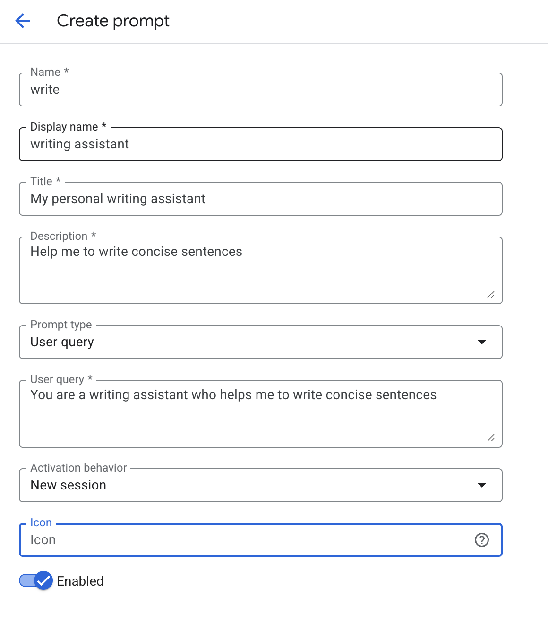 Create prompt
Name *
write
Display name *
writing assistant
Title *
My personal writing assistant
Description *
Help me to write concise sentences
Prompt type
User query
User query *
You are a writing assistant who helps me to write concise sentences
Activation behavior
New session
Icon
Icon
?
Enabled